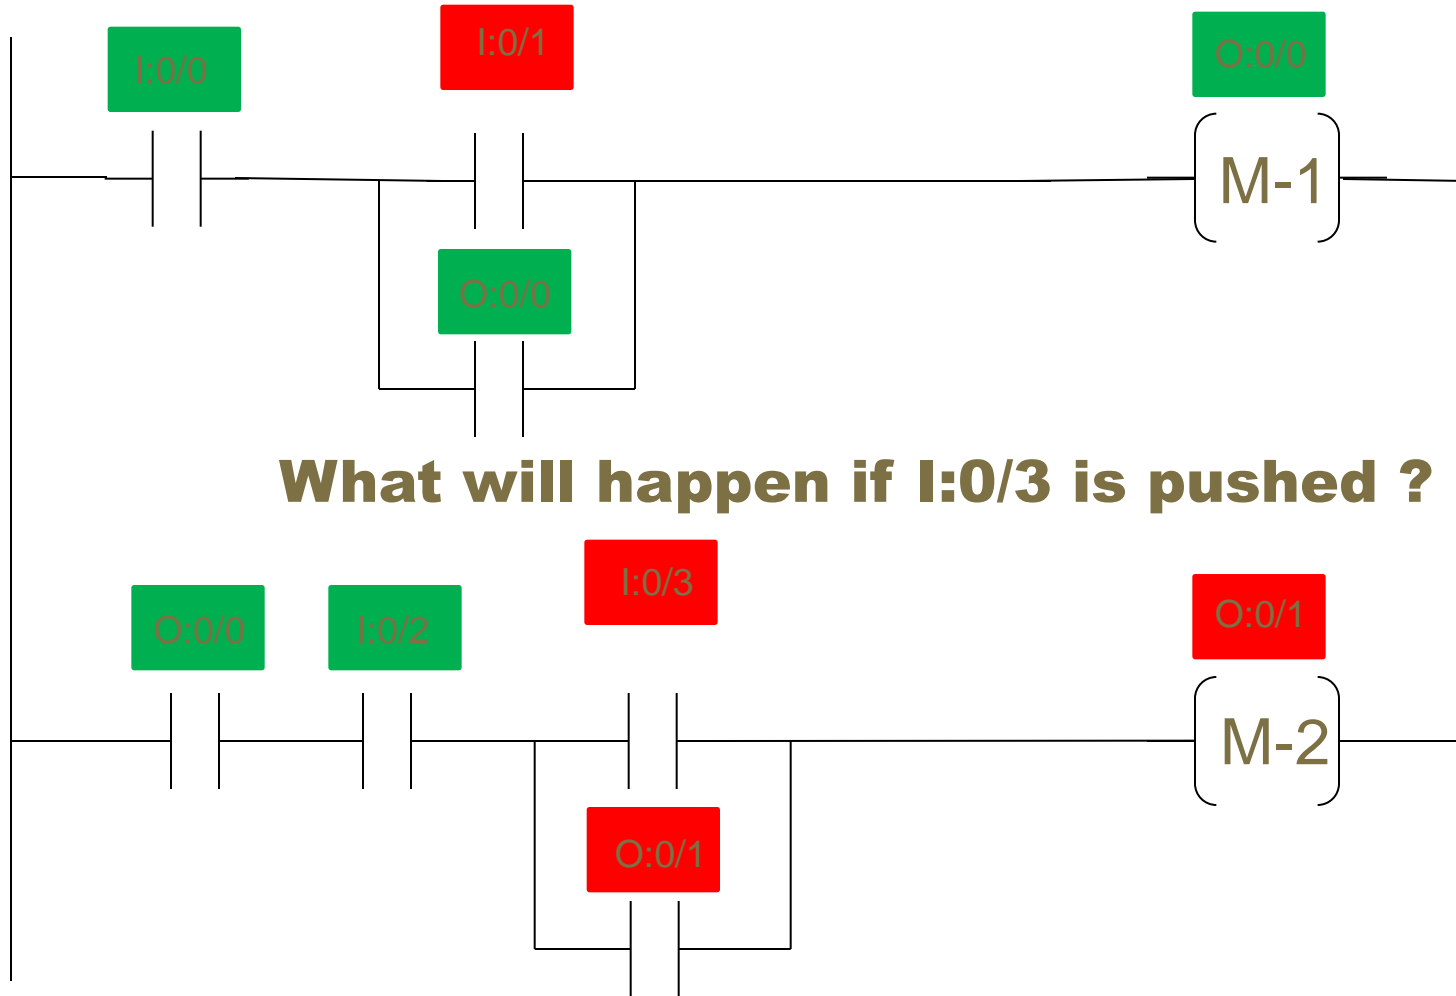 I:0/0
I:0/1
O:0/0
M-1
O:0/0
What will happen if I:0/3 is pushed ?
O:0/0
I:0/2
I:0/3
O:0/1
M-2
O:0/1